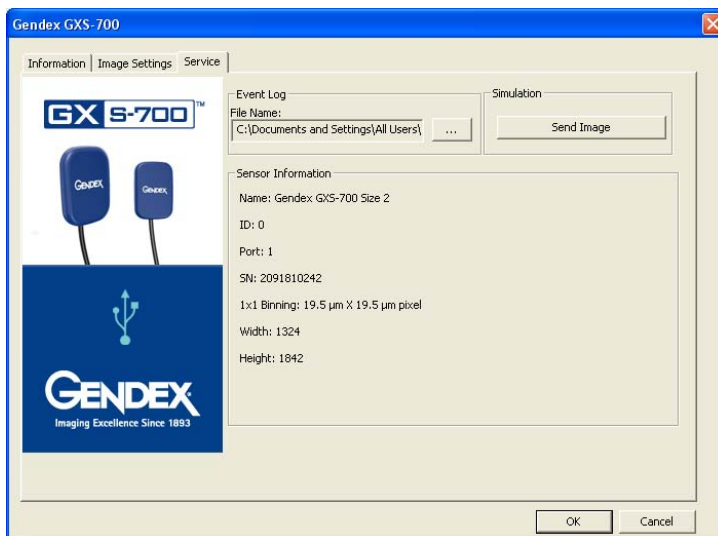 Gendex GXS-700
Information
Image Settings
Service
GX S-700™
GENDEX
GENDEX
GENDEX
Imaging Excellence Since 1893
Event Log
File Name:
C:\Documents and Settings\All Users\
...
Simulation
Send Image
Sensor Information
Name: Gendex GXS-700 Size 2
ID: 0
Port: 1
SN: 2091810242
1x1 Binning: 19.5 µm X 19.5 µm pixel
Width: 1324
Height: 1842
OK
Cancel